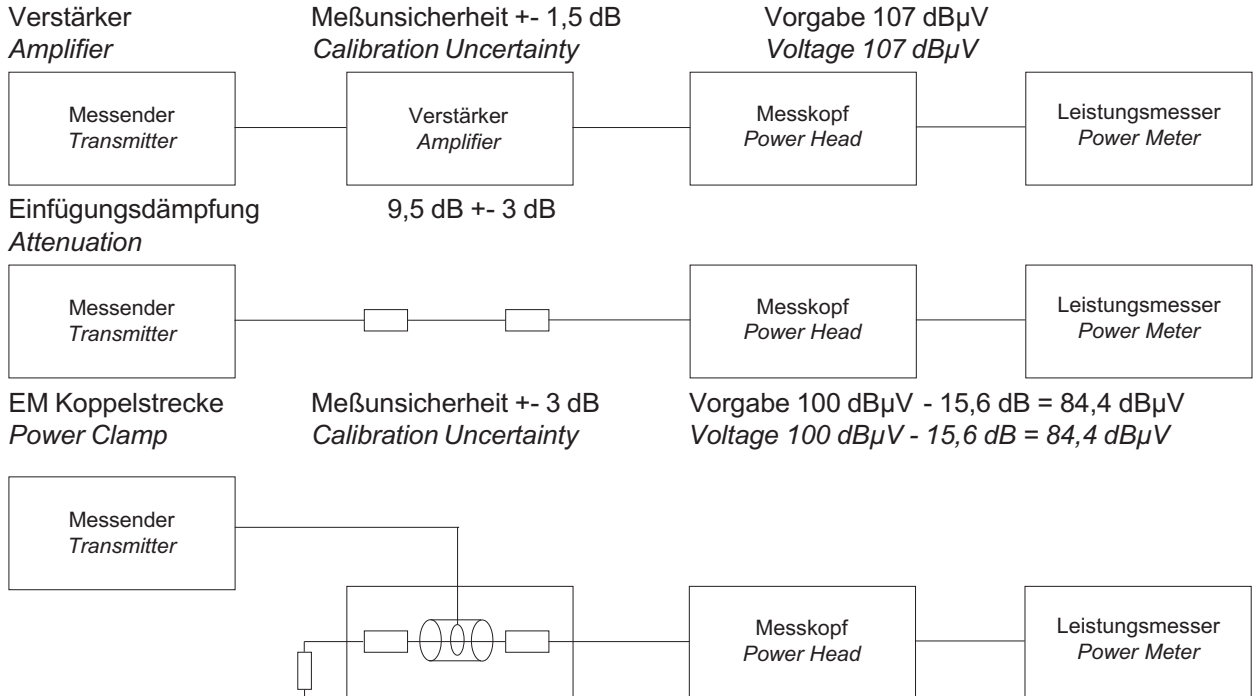 Verstärker Meßunsicherheit +- 1,5 dB Vorgabe 107 dBµV
Amplifier Calibration Uncertainty Voltage 107 dBµV
Messender
Transmitter
Verstärker
Amplifier
Messkopf
Power Head
Leistungsmesser
Power Meter
Einfügungsdämpfung 9,5 dB +- 3 dB
Attenuation
Messender
Transmitter
Messkopf
Power Head
Leistungsmesser
Power Meter
EM Koppelstrecke Meßunsicherheit +- 3 dB Vorgabe 100 dBµV - 15,6 dB = 84,4 dBµV
Power Clamp Calibration Uncertainty Voltage 100 dBµV - 15,6 dB = 84,4 dBµV
Messender
Transmitter
Messkopf
Power Head
Leistungsmesser
Power Meter